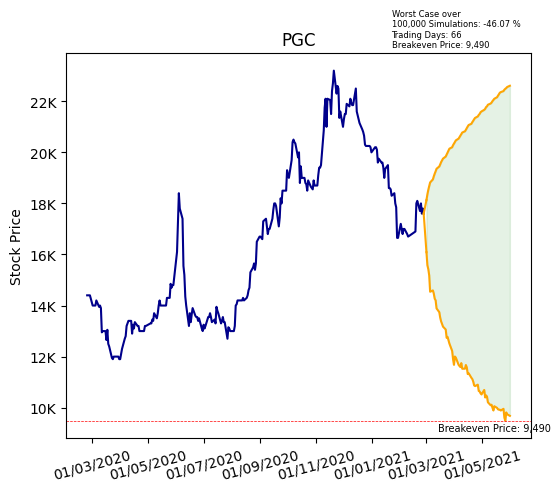 Worst Case over
100,000 Simulations: -46.07 %
Trading Days: 66
Breakeven Price: 9,490
PGC
Stock Price
22K
20K
18K
16K
14K
12K
10K
Breakeven Price: 9,490
01/03/2020
01/05/2020
01/07/2020
01/09/2020
01/11/2020
01/01/2021
01/03/2021
01/05/2021